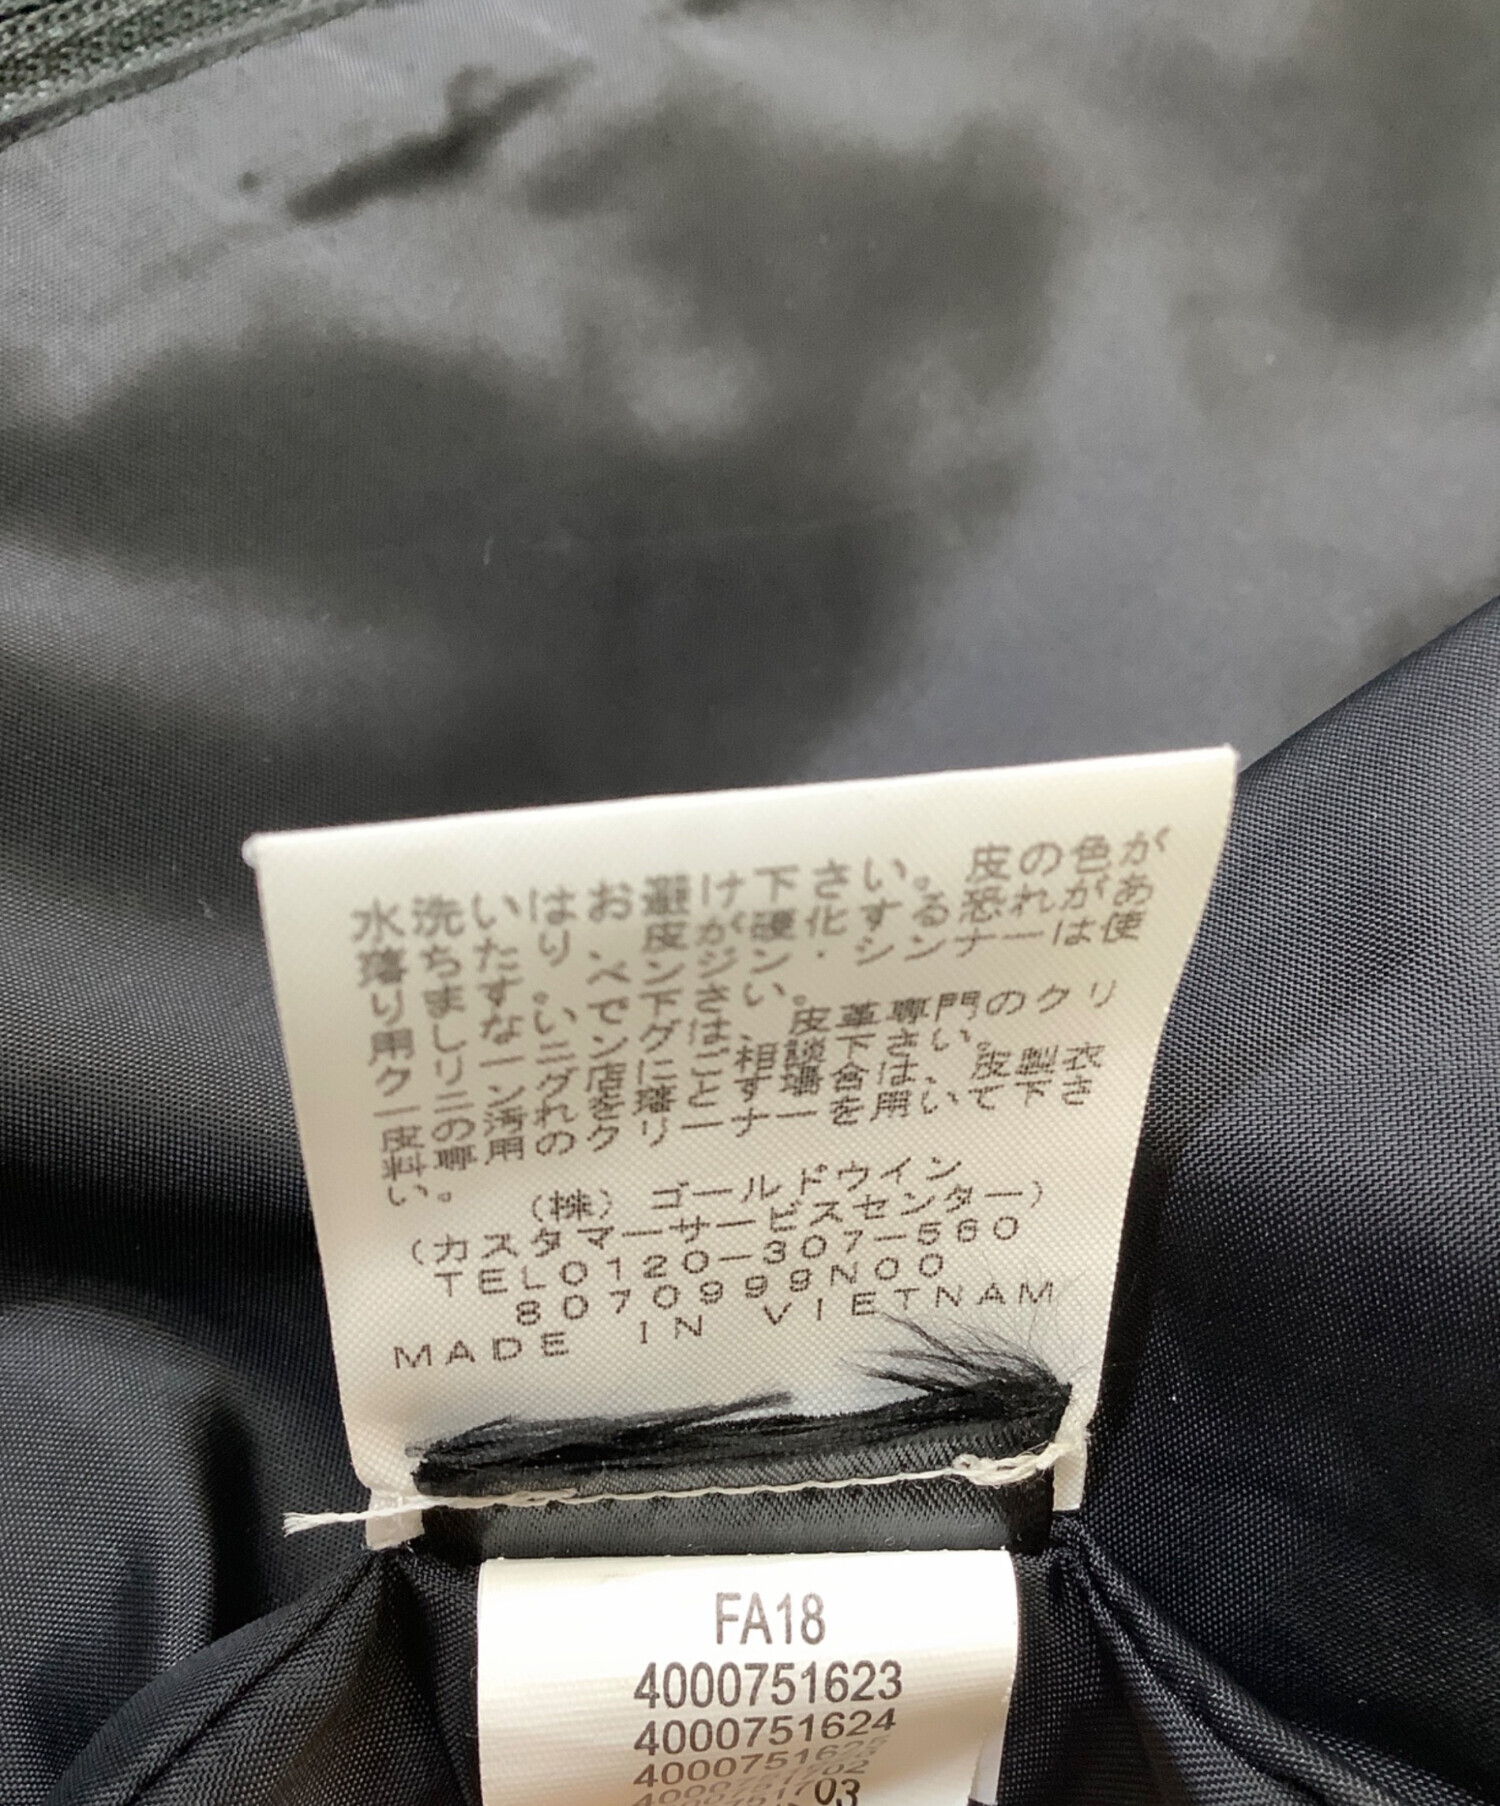 水洗いはお避け下さい。皮の色が
落ちたり、皮が硬化する恐れがあ
ります。ベンジン・シンナーは使
用しないで下さい。
クリーニングは、皮革専門のクリ
ーニング店にご相談下さい。
皮の汚れを落とす場合は、皮製衣
料専用のクリーナーを用いて下さ
い。
(株) ゴールドウイン
(カスタマーサービスセンター)
TEL0120-307-560
8070999N00
MADE IN VIETNAM
FA18
4000751623
4000751624
4000751625